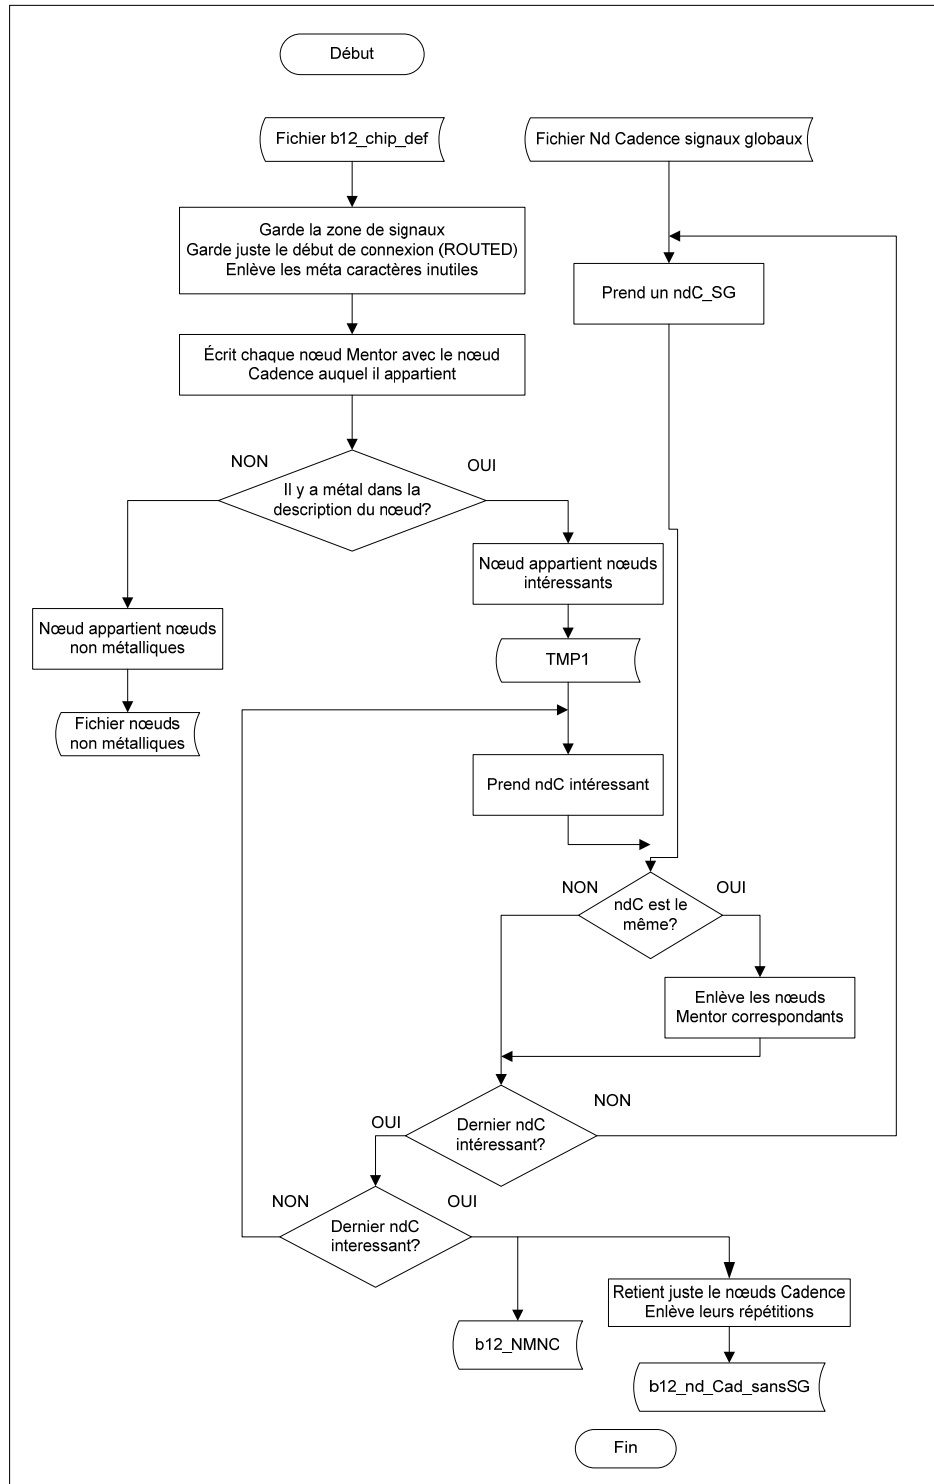 Début
Fichier b12_chip_def
Fichier Nd Cadence signaux globaux
Garde la zone de signaux
Garde juste le début de connexion (ROUTED)
Enlève les méta caractères inutiles
Prend un ndC_SG
Écrit chaque nœud Mentor avec le nœud
Cadence auquel il appartient
NON
OUI
Il y a métal dans la
description du nœud?
Nœud appartient nœuds
intéressants
Nœud appartient nœuds
non métalliques
TMP1
Fichier nœuds
non métalliques
Prend ndC intéressant
NON
OUI
ndC est le
même?
Enlève les nœuds
Mentor correspondants
OUI
NON
Dernier ndC
intéressant?
NON
OUI
Dernier ndC
interessant?
Retient juste le nœuds Cadence
Enlève leurs répétitions
b12_NMNC
b12_nd_Cad_sansSG
Fin